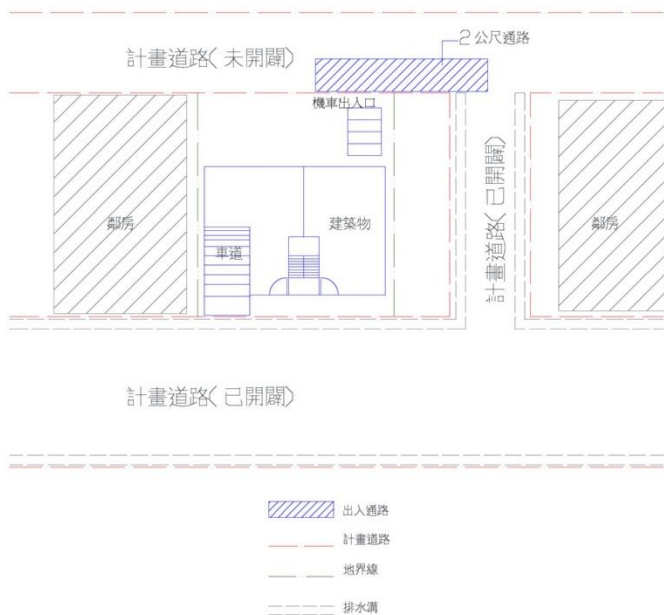 2公尺通路
計畫道路(未開闢)
機車出入口
鄰房
建築物
車道
計畫道路(已開闢)
鄰房
計畫道路(已開闢)
出入通路
計畫道路
地界線
排水溝